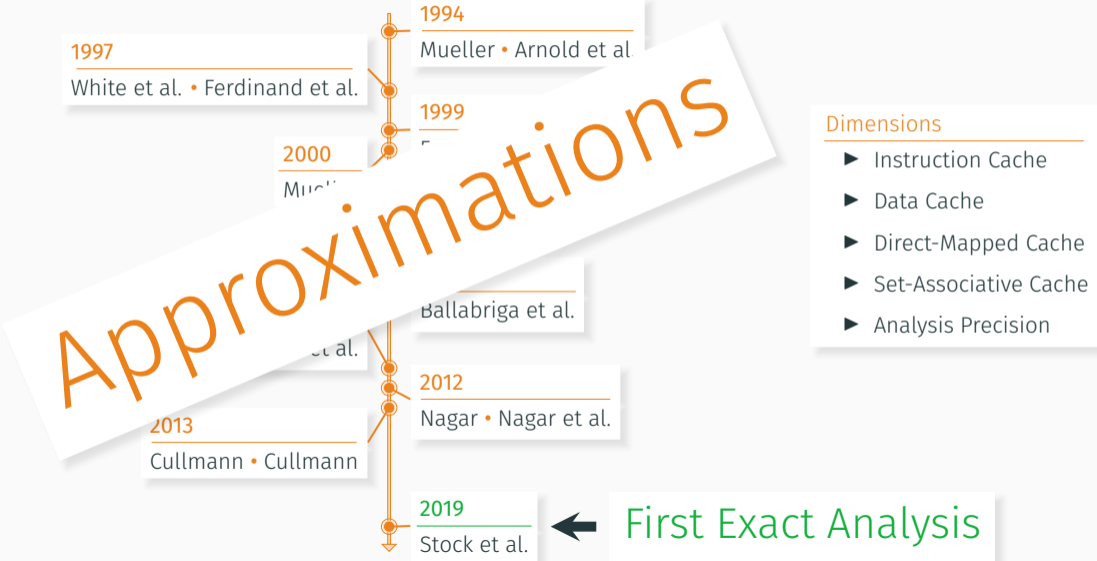 1994
Mueller • Arnold et al.
1997
White et al. • Ferdinand et al.
1999
2000
Approximations
Ballabriga et al.
et al.
2012
Nagar • Nagar et al.
2013
Cullmann • Cullmann
2019
Stock et al.
First Exact Analysis
Dimensions
► Instruction Cache
► Data Cache
► Direct-Mapped Cache
► Set-Associative Cache
► Analysis Precision